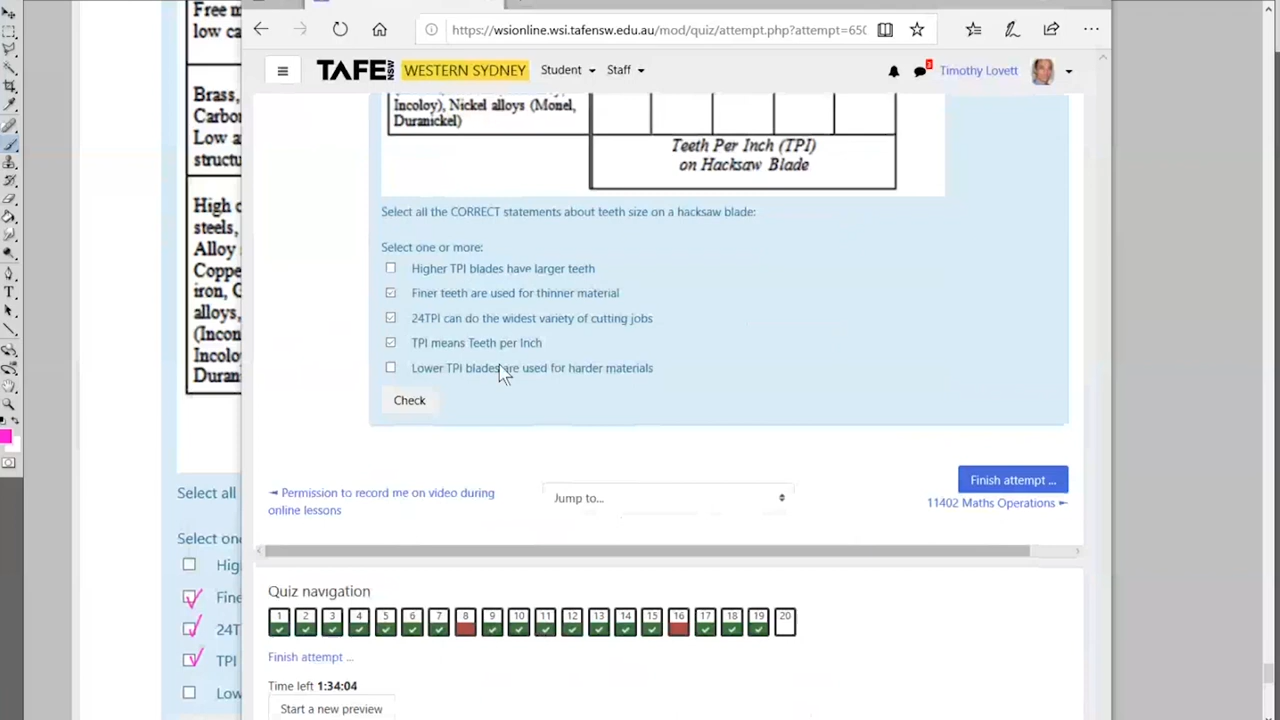 Free m
low ca
Brass,
Carbo
Low a
structu
High c
steels,
Alloy
Coppe
iron, G
alloys,
(Incon
Incolo
Duran
Select all
Select one
Hig
Fine
24T
TPI
Low
https://wsionline.wsi.tafensw.edu.au/mod/quiz/attempt.php?attempt=650
TAFE NSW WESTERN SYDNEY Student Staff 3 Timothy Lovett
Incoloy), Nickel alloys (Monel,
Duranickel)
Teeth Per Inch (TPI)
on Hacksaw Blade
Select all the CORRECT statements about teeth size on a hacksaw blade:
Select one or more:
Higher TPI blades have larger teeth
Finer teeth are used for thinner material
24TPI can do the widest variety of cutting jobs
TPI means Teeth per Inch
Lower TPI blades are used for harder materials
Check
Finish attempt ...
◄ Permission to record me on video during
online lessons
Jump to...
11402 Maths Operations ►
Quiz navigation
1 2 3 4 5 6 7 8 9 10 11 12 13 14 15 16 17 18 19 20
Finish attempt ...
Time left 1:34:04
Start a new preview